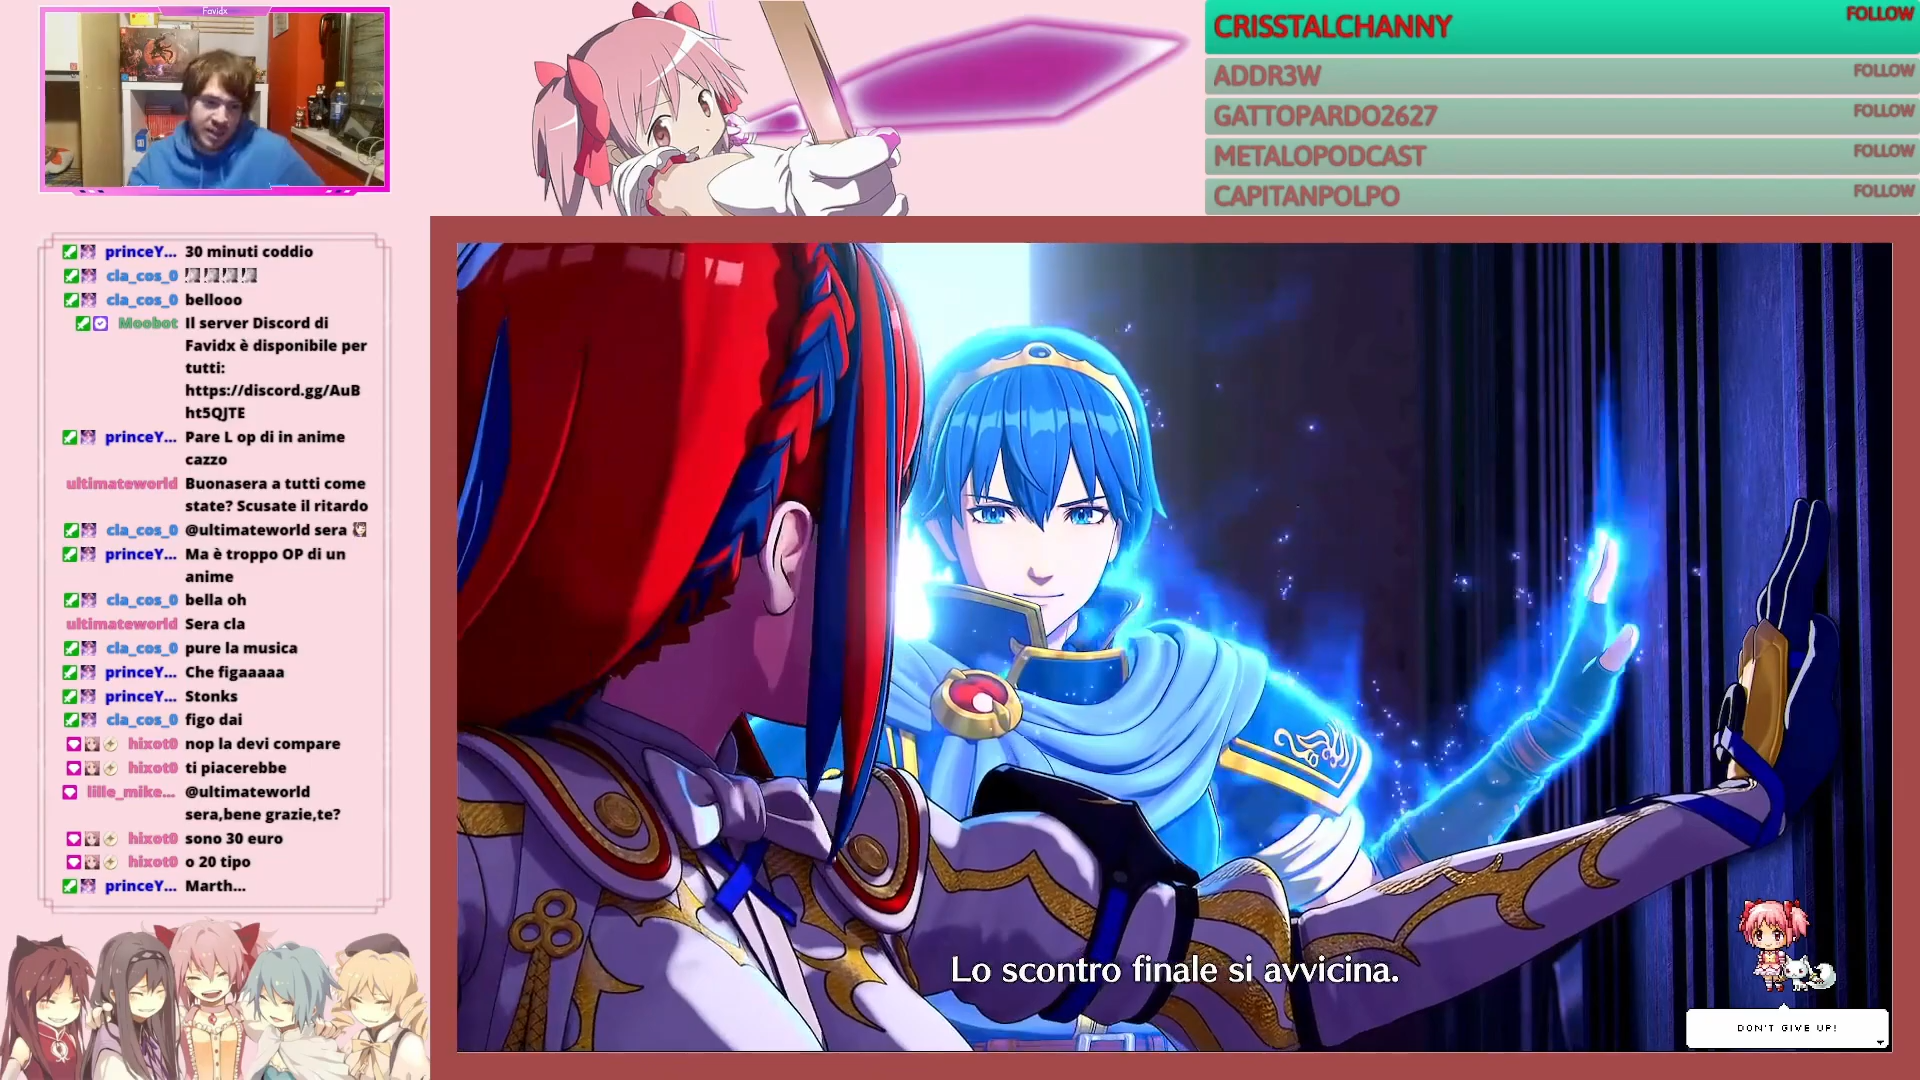 Favidx
CRISSTALCHANNY FOLLOW
ADDR3W FOLLOW
GATTOPARDO2627 FOLLOW
METALOPODCAST FOLLOW
CAPITANPOLPO FOLLOW
princeY... 30 minuti coddio
cla_cos_0
cla_cos_0 bellooo
Moobot Il server Discord di
Favidx è disponibile per
tutti:
https://discord.gg/AuB
ht5QJTE
princeY... Pare L op di in anime
cazzo
ultimateworld Buonasera a tutti come
state? Scusate il ritardo
cla_cos_0 @ultimateworld sera
princeY... Ma è troppo OP di un
anime
cla_cos_0 bella oh
ultimateworld Sera cla
cla_cos_0 pure la musica
princeY... Che figaaaaa
princeY... Stonks
cla_cos_0 figo dai
hixot0 nop la devi compare
hixot0 ti piacerebbe
lille_mike... @ultimateworld
sera,bene grazie,te?
hixot0 sono 30 euro
hixot0 o 20 tipo
princeY... Marth...
Lo scontro finale si avvicina.
DON'T GIVE UP!